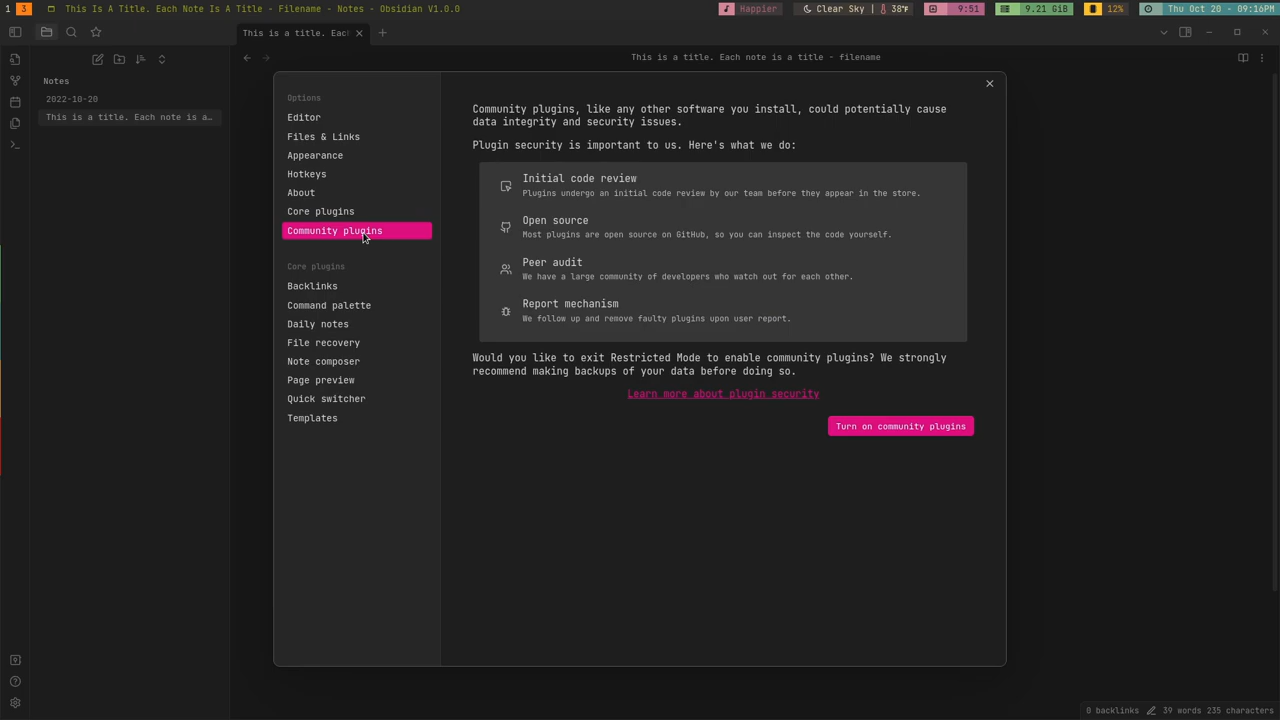 1 3 This Is A Title. Each Note Is A Title - Filename - Notes - Obsidian V1.0.0
Happier
Clear Sky | 38°F
9:51
9.21 GiB
12%
Thu Oct 20 - 09:16PM
This is a title. Eac
This is a title. Each note is a title - filename
Notes
2022-10-20
This is a title. Each note is a…
Options
Editor
Files & Links
Appearance
Hotkeys
About
Core plugins
Community plugins
Core plugins
Backlinks
Command palette
Daily notes
File recovery
Note composer
Page preview
Quick switcher
Templates
Community plugins, like any other software you install, could potentially cause
data integrity and security issues.
Plugin security is important to us. Here's what we do:
Initial code review
Plugins undergo an initial code review by our team before they appear in the store.
Open source
Most plugins are open source on GitHub, so you can inspect the code yourself.
Peer audit
We have a large community of developers who watch out for each other.
Report mechanism
We follow up and remove faulty plugins upon user report.
Would you like to exit Restricted Mode to enable community plugins? We strongly
recommend making backups of your data before doing so.
Learn more about plugin security
Turn on community plugins
0 backlinks 39 words 235 characters